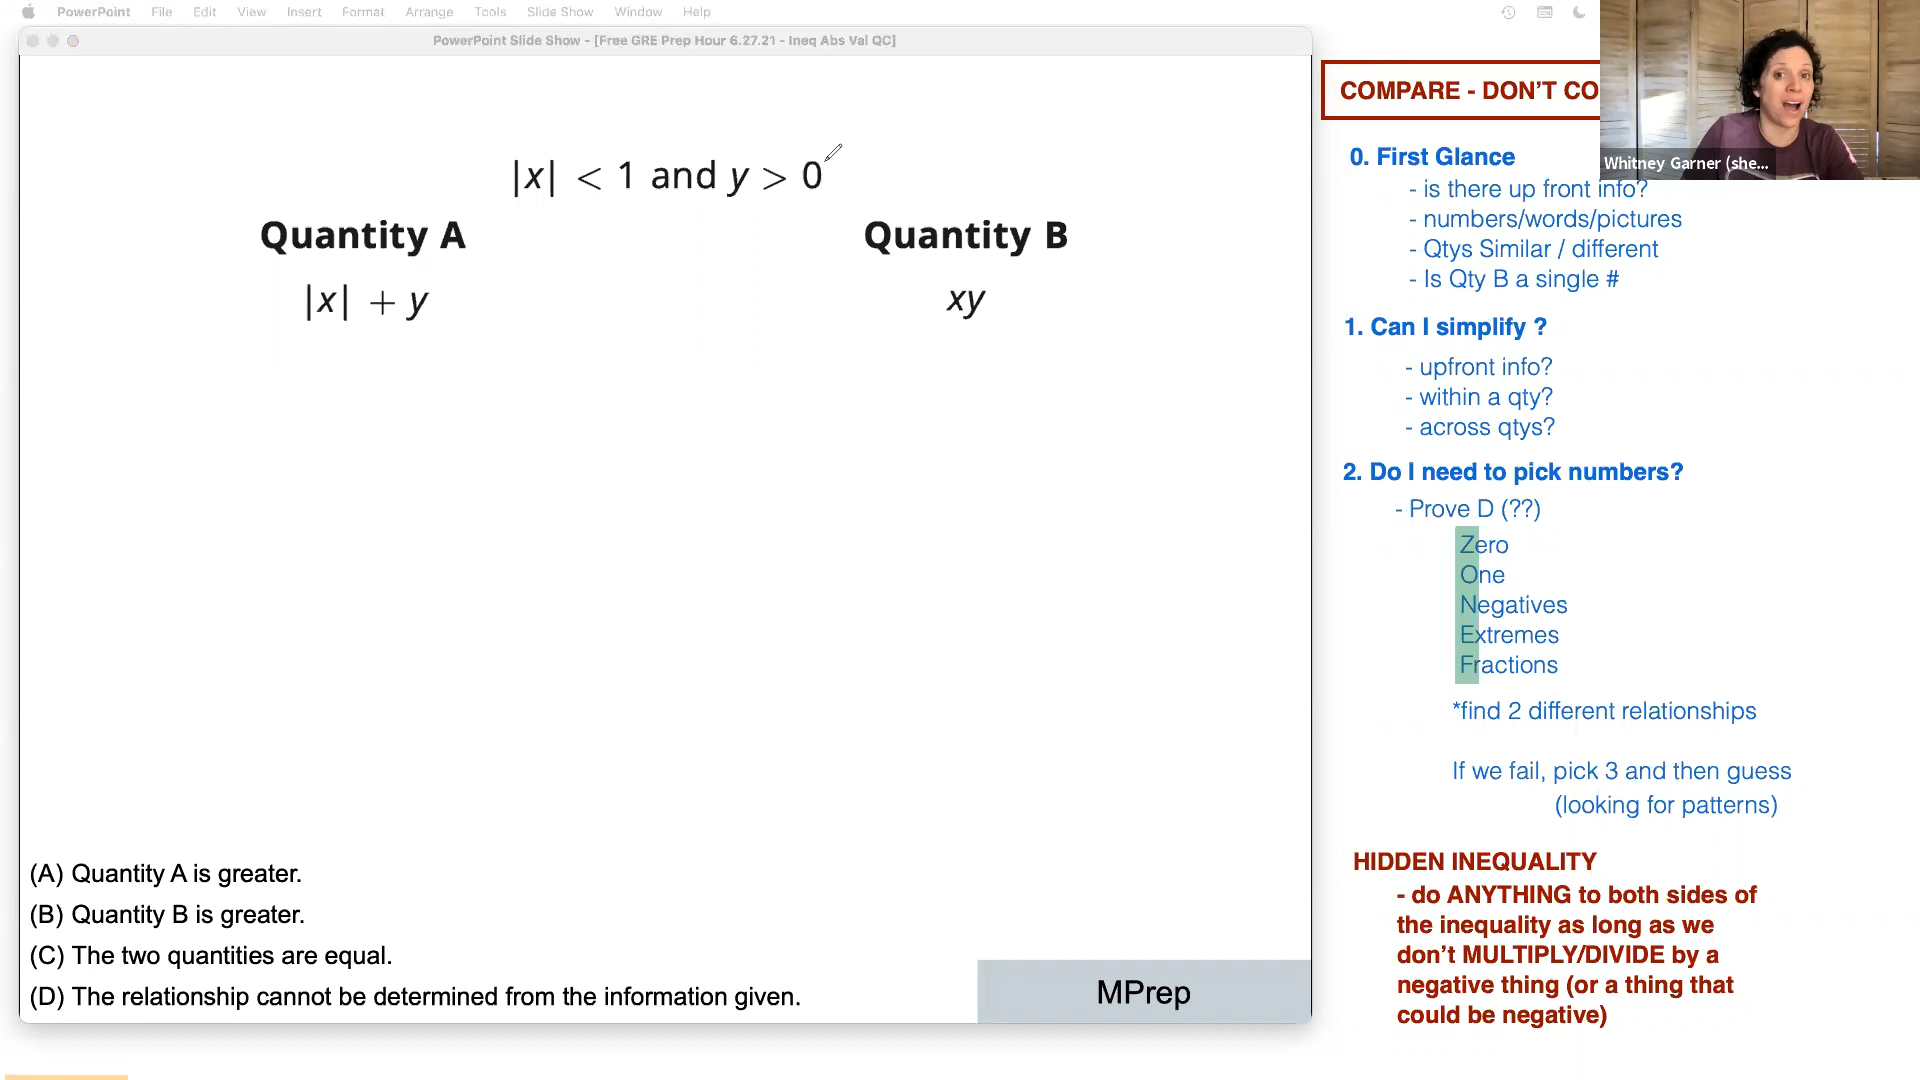 PowerPoint File Edit View Insert Format Arrange Tools Slide Show Window Help
PowerPoint Slide Show - [Free GRE Prep Hour 6.27.21 - Ineq Abs Val QC]
|x| < 1 and y > 0
Quantity A Quantity B
|x| + y xy
(A) Quantity A is greater.
(B) Quantity B is greater.
(C) The two quantities are equal.
(D) The relationship cannot be determined from the information given.
MPrep
COMPARE - DON'T CO
Whitney Garner (she...
0. First Glance
- is there up front info?
- numbers/words/pictures
- Qtys Similar / different
- Is Qty B a single #
1. Can I simplify ?
- upfront info?
- within a qty?
- across qtys?
2. Do I need to pick numbers?
- Prove D (??)
Zero
One
Negatives
Extremes
Fractions
*find 2 different relationships
If we fail, pick 3 and then guess
(looking for patterns)
HIDDEN INEQUALITY
- do ANYTHING to both sides of
the inequality as long as we
don't MULTIPLY/DIVIDE by a
negative thing (or a thing that
could be negative)